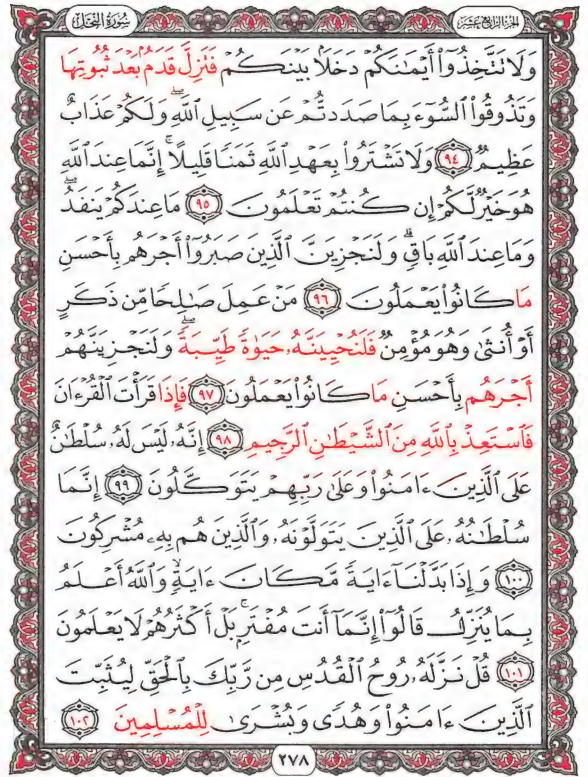 الجزء الرابع عشر
سورة النحل
وَلَا تَتَّخِذُوٓا۟ أَيْمَـٰنَكُمْ دَخَلًۢا بَيْنَكُمْ فَتَزِلَّ قَدَمٌۢ بَعْدَ ثُبُوتِهَا
وَتَذُوقُوا۟ ٱلسُّوٓءَ بِمَا صَدَدتُّمْ عَن سَبِيلِ ٱللَّهِ ۖ وَلَكُمْ عَذَابٌ
عَظِيمٌ ٩٤ وَلَا تَشْتَرُوا۟ بِعَهْدِ ٱللَّهِ ثَمَنًا قَلِيلًا ۚ إِنَّمَا عِندَ ٱللَّهِ
هُوَ خَيْرٌ لَّكُمْ إِن كُنتُمْ تَعْلَمُونَ ٩٥ مَا عِندَكُمْ يَنفَدُ ۖ
وَمَا عِندَ ٱللَّهِ بَاقٍ ۗ وَلَنَجْزِيَنَّ ٱلَّذِينَ صَبَرُوٓا۟ أَجْرَهُم بِأَحْسَنِ
مَا كَانُوا۟ يَعْمَلُونَ ٩٦ مَنْ عَمِلَ صَـٰلِحًا مِّن ذَكَرٍ
أَوْ أُنثَىٰ وَهُوَ مُؤْمِنٌ فَلَنُحْيِيَنَّهُۥ حَيَوٰةً طَيِّبَةً ۖ وَلَنَجْزِيَنَّهُمْ
أَجْرَهُم بِأَحْسَنِ مَا كَانُوا۟ يَعْمَلُونَ ٩٧ فَإِذَا قَرَأْتَ ٱلْقُرْءَانَ
فَٱسْتَعِذْ بِٱللَّهِ مِنَ ٱلشَّيْطَـٰنِ ٱلرَّجِيمِ ٩٨ إِنَّهُۥ لَيْسَ لَهُۥ سُلْطَـٰنٌ
عَلَى ٱلَّذِينَ ءَامَنُوا۟ وَعَلَىٰ رَبِّهِمْ يَتَوَكَّلُونَ ٩٩ إِنَّمَا
سُلْطَـٰنُهُۥ عَلَى ٱلَّذِينَ يَتَوَلَّوْنَهُۥ وَٱلَّذِينَ هُم بِهِۦ مُشْرِكُونَ
١٠٠ وَإِذَا بَدَّلْنَآ ءَايَةً مَّكَانَ ءَايَةٍ ۙ وَٱللَّهُ أَعْلَمُ
بِمَا يُنَزِّلُ قَالُوٓا۟ إِنَّمَآ أَنتَ مُفْتَرٍۭ ۚ بَلْ أَكْثَرُهُمْ لَا يَعْلَمُونَ
١٠١ قُلْ نَزَّلَهُۥ رُوحُ ٱلْقُدُسِ مِن رَّبِّكَ بِٱلْحَقِّ لِيُثَبِّتَ
ٱلَّذِينَ ءَامَنُوا۟ وَهُدًى وَبُشْرَىٰ لِلْمُسْلِمِينَ ١٠٢
٢٧٨